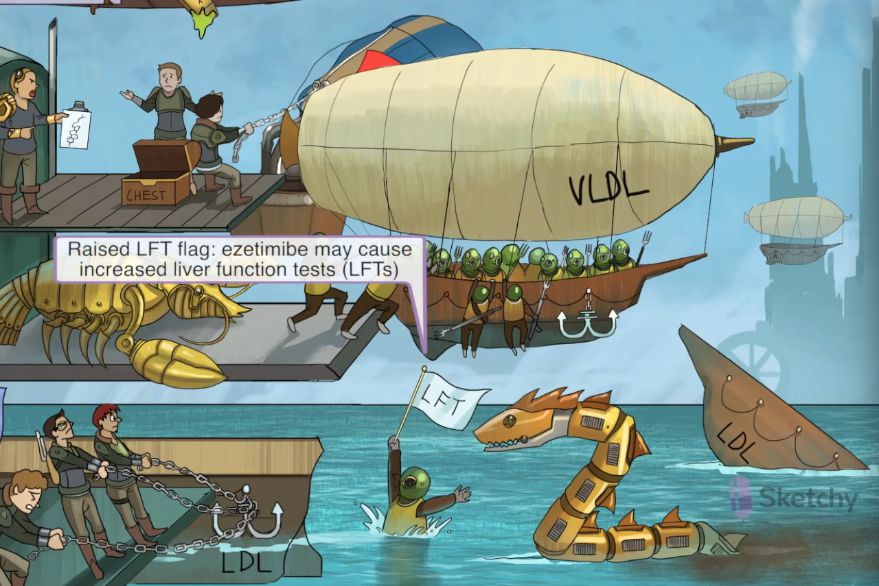 CHEST
VLDL
Raised LFT flag: ezetimibe may cause
increased liver function tests (LFTs)
LFT
LDL
Sketchy
LDL